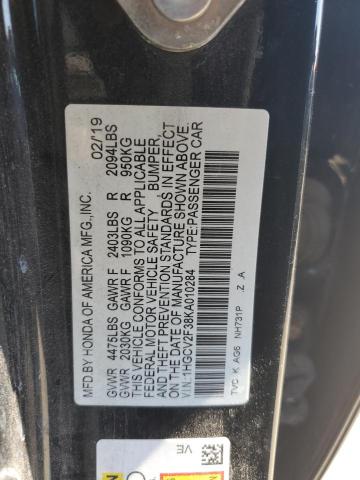 MFD BY HONDA OF AMERICA MFG.,INC. 02/19
GVWR 4475LBS GAWR F 2403LBS R 2094LBS
GVWR 2030KG GAWR F 1090KG R 950KG
THIS VEHICLE CONFORMS TO ALL APPLICABLE
FEDERAL MOTOR VEHICLE SAFETY BUMPER,
AND THEFT PREVENTION STANDARDS IN EFFECT
ON THE DATE OF MANUFACTURE SHOWN ABOVE.
V.I.N.:1HGCV2F38KA010284 TYPE:PASSENGER CAR
TVC K AG6 NH731P Z A
VE